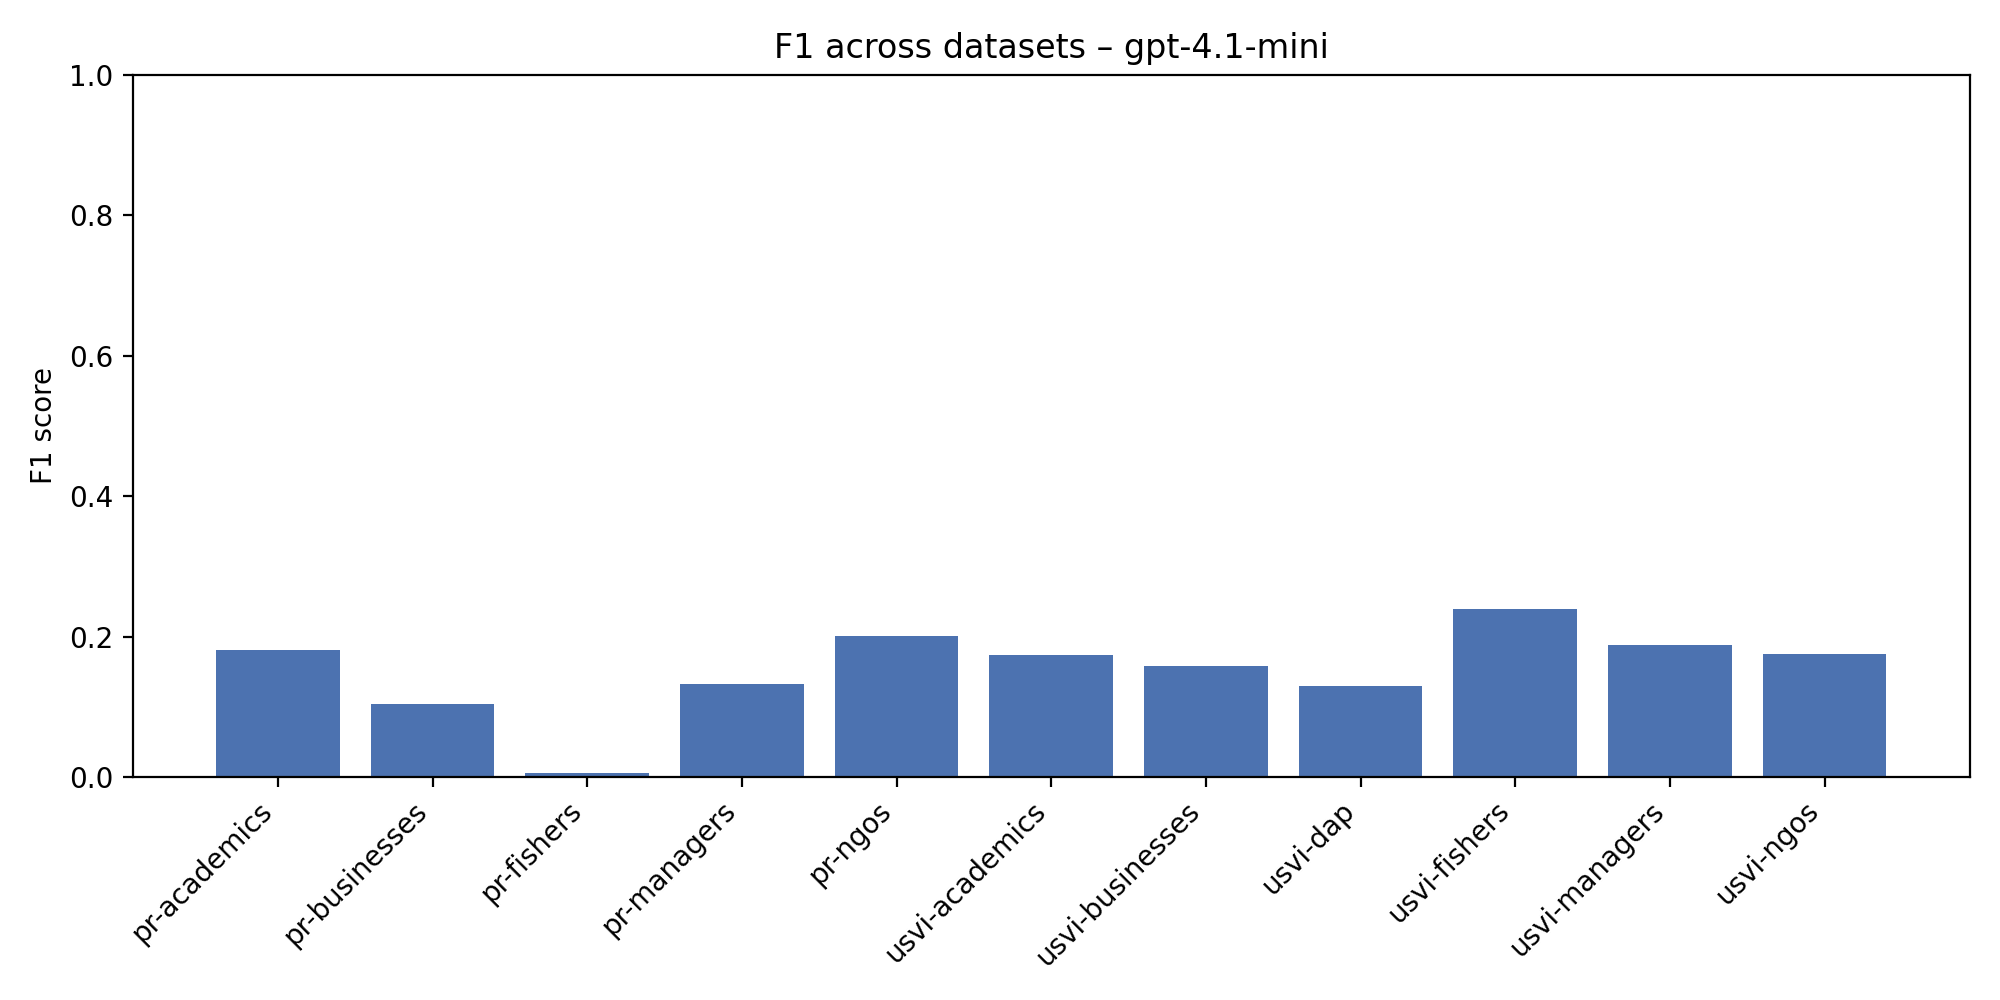 F1 across datasets – gpt-4.1-mini
1.0
0.8
0.6
0.4
0.2
0.0
F1 score
pr-academics
pr-businesses
pr-fishers
pr-managers
pr-ngos
usvi-academics
usvi-businesses
usvi-dap
usvi-fishers
usvi-managers
usvi-ngos